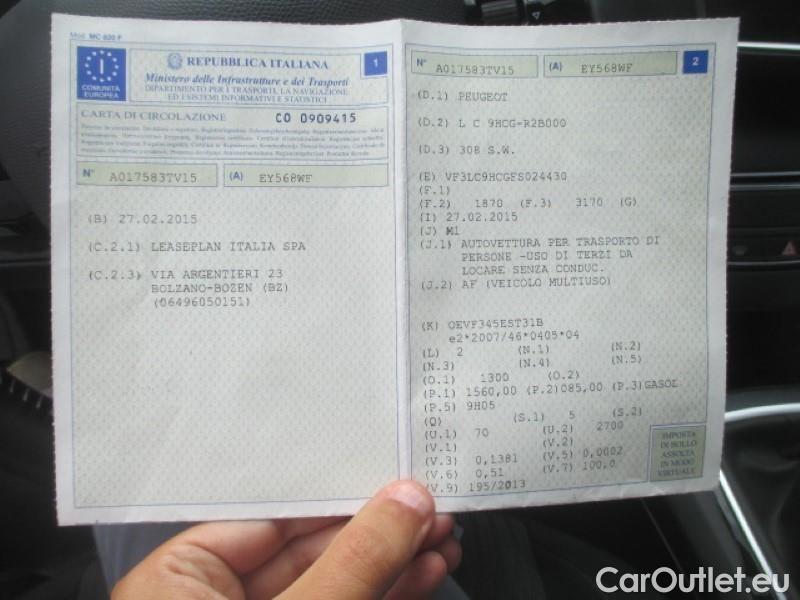 Mod. MC 820 F
I
COMUNITÀ
EUROPEA
REPUBBLICA ITALIANA
Ministero delle Infrastrutture e dei Trasporti
DIPARTIMENTO PER I TRASPORTI, LA NAVIGAZIONE
ED I SISTEMI INFORMATIVI E STATISTICI
1
CARTA DI CIRCOLAZIONE CO 0909415
N° A017583TV15 (A) EY568WF
(B) 27.02.2015
(C.2.1) LEASEPLAN ITALIA SPA
(C.2.3) VIA ARGENTIERI 23
BOLZANO-BOZEN (BZ)
(06496050151)
N° A017583TV15 (A) EY568WF 2
(D.1) PEUGEOT
(D.2) L C 9HCG-R2B000
(D.3) 308 S.W.
(E) VF3LC9HCGFS024430
(F.1)
(F.2) 1870 (F.3) 3170 (G)
(I) 27.02.2015
(J) M1
(J.1) AUTOVETTURA PER TRASPORTO DI
PERSONE -USO DI TERZI DA
LOCARE SENZA CONDUC.
(J.2) AF (VEICOLO MULTIUSO)
(K) OEVF345EST31B
e2*2007/46*0405*04
(L) 2 (N.1) (N.2)
(N.3) (N.4) (N.5)
(O.1) 1300 (O.2)
(P.1) 1560,00 (P.2)085,00 (P.3)GASOL
(P.5) 9H05
(Q) (S.1) 5 (S.2)
(U.1) 70 (U.2) 2700
(V.1) (V.2)
(V.3) 0,1381 (V.5) 0,0002
(V.6) 0,51 (V.7) 100,0
(V.9) 195/2013
IMPOSTA
DI BOLLO
ASSOLTA
IN MODO
VIRTUALE
CarOutlet.eu